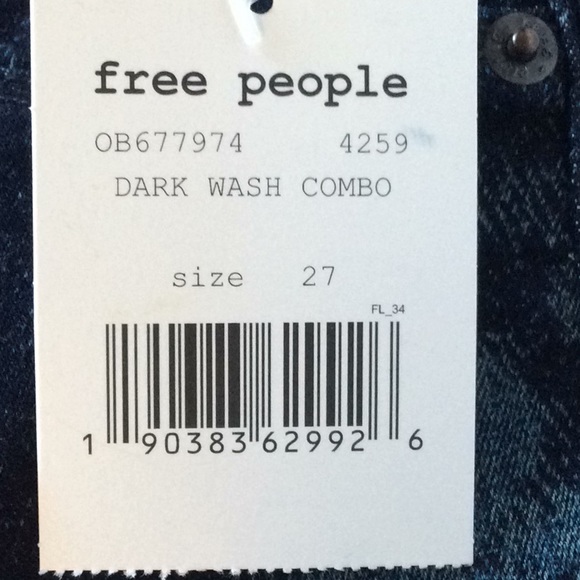 free people
OB677974 4259
DARK WASH COMBO
size 27
FL_34
1 90383 62992 6